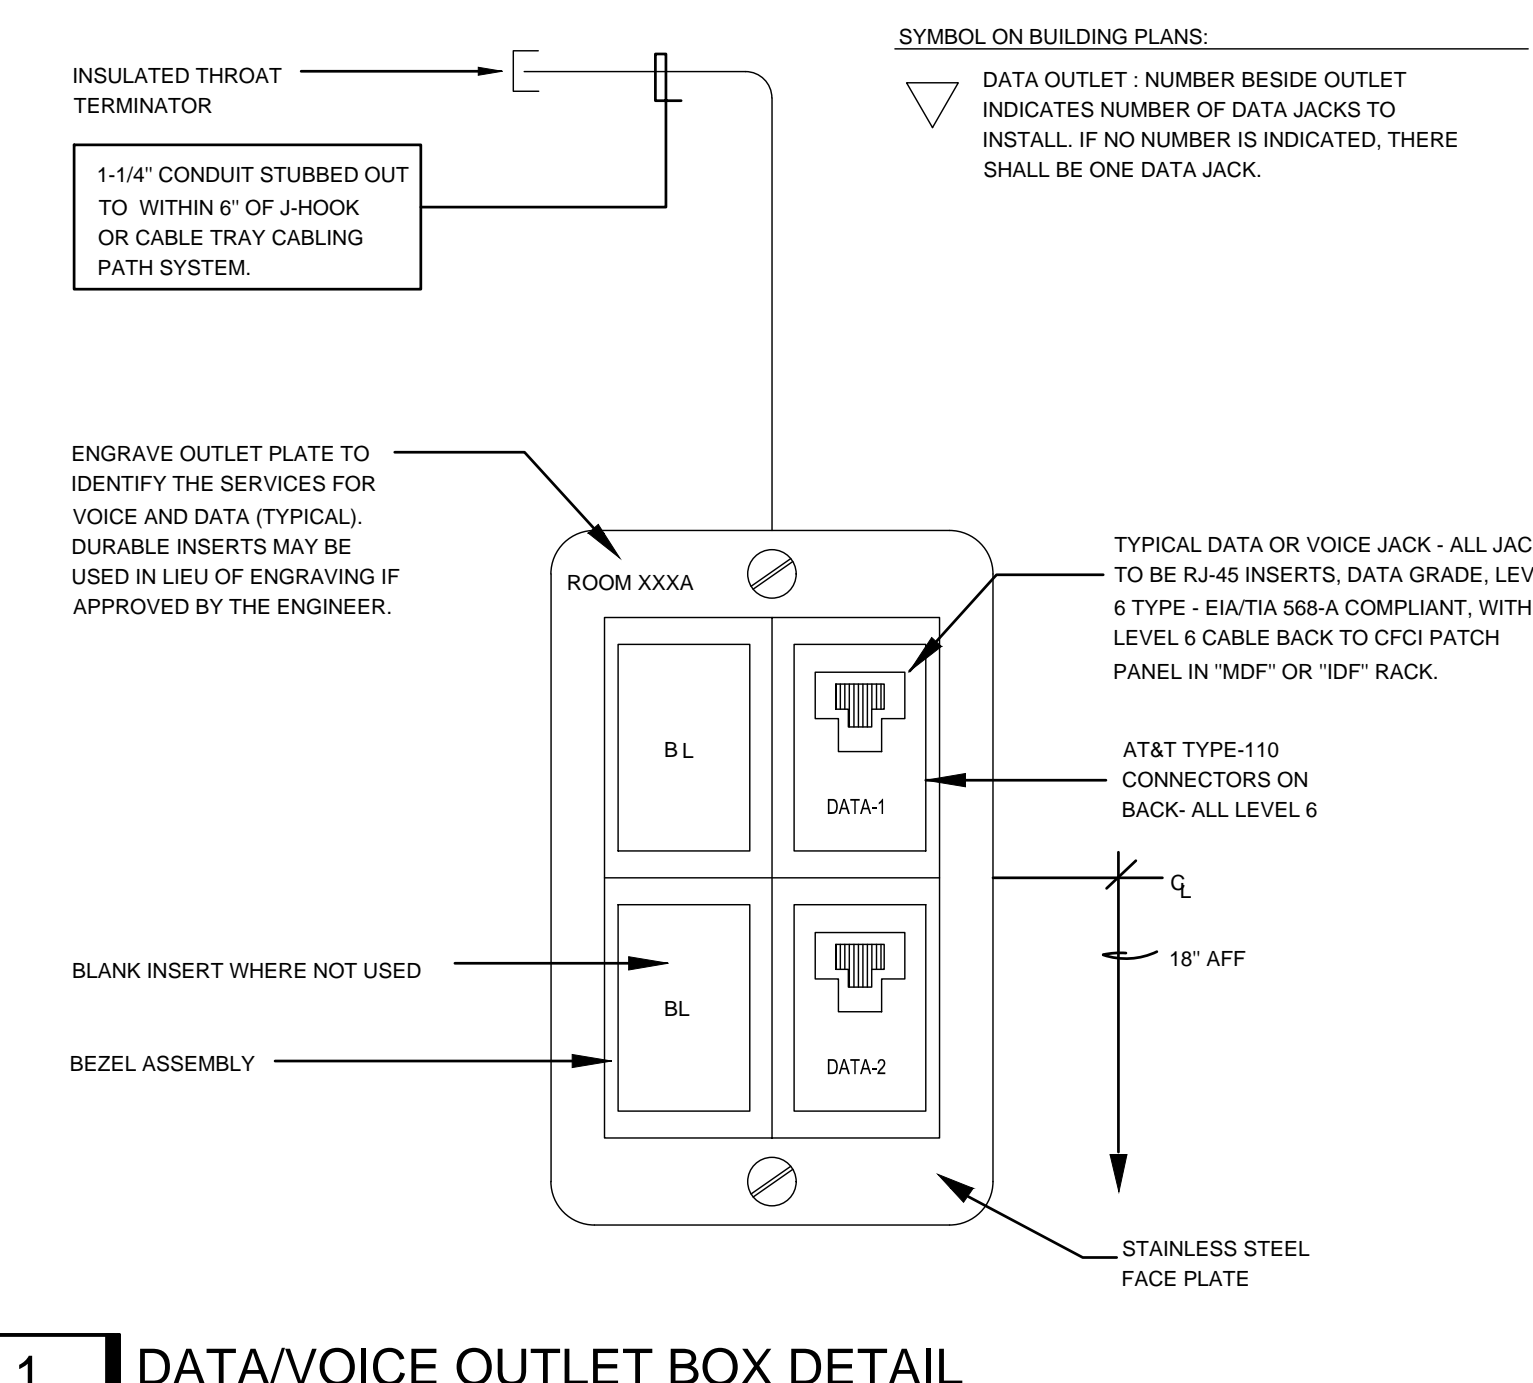 SYMBOL ON BUILDING PLANS:
DATA OUTLET : NUMBER BESIDE OUTLET
INDICATES NUMBER OF DATA JACKS TO
INSTALL. IF NO NUMBER IS INDICATED, THERE
SHALL BE ONE DATA JACK.
INSULATED THROAT
TERMINATOR
1-1/4" CONDUIT STUBBED OUT
TO WITHIN 6" OF J-HOOK
OR CABLE TRAY CABLING
PATH SYSTEM.
ENGRAVE OUTLET PLATE TO
IDENTIFY THE SERVICES FOR
VOICE AND DATA (TYPICAL).
DURABLE INSERTS MAY BE
USED IN LIEU OF ENGRAVING IF
APPROVED BY THE ENGINEER.
ROOM XXXA
TYPICAL DATA OR VOICE JACK - ALL
TO BE RJ-45 INSERTS, DATA GRADE,
6 TYPE - EIA/TIA 568-A COMPLIANT, WITH
LEVEL 6 CABLE BACK TO CFCI PATCH
PANEL IN "MDF" OR "IDF" RACK.
BL
DATA-1
AT&T TYPE-110
CONNECTORS ON
BACK- ALL LEVEL 6
CL
18" AFF
BLANK INSERT WHERE NOT USED
BL
DATA-2
BEZEL ASSEMBLY
STAINLESS STEEL
FACE PLATE
1
DATA/VOICE OUTLET BOX DETAIL